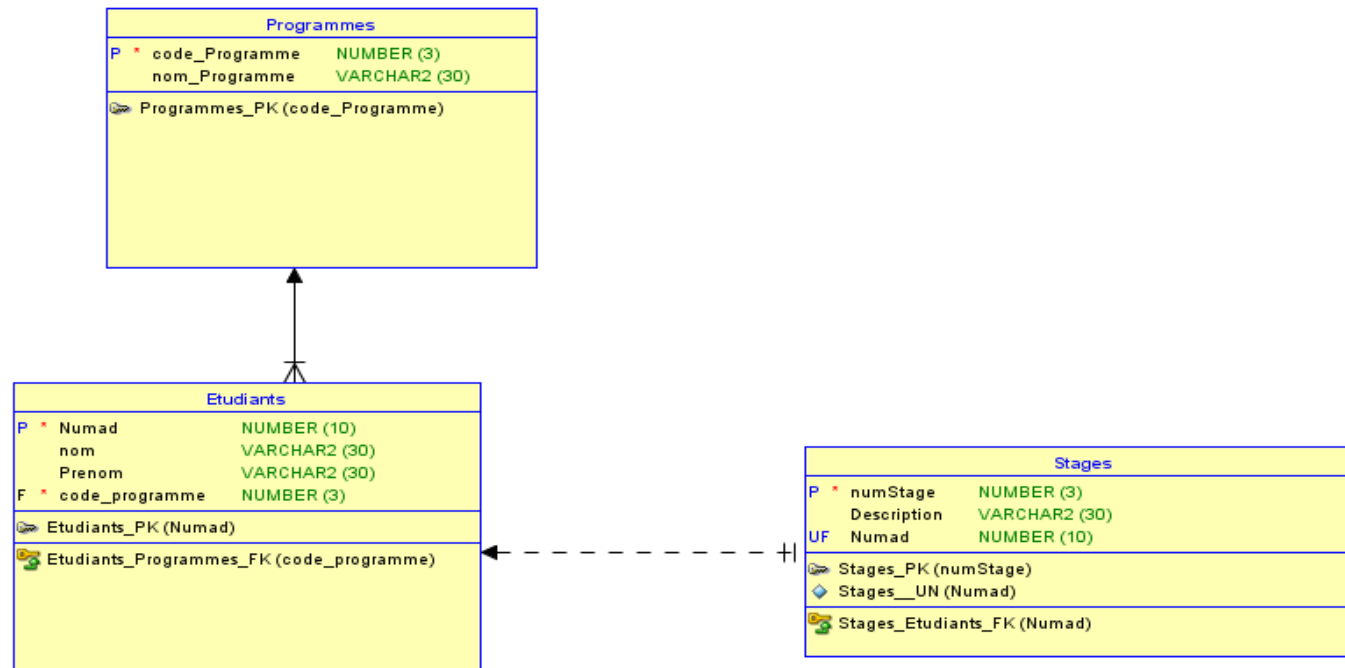 Programmes
P * code_Programme NUMBER (3)
nom_Programme VARCHAR2 (30)
Programmes_PK (code_Programme)
Etudiants
P * Numad NUMBER (10)
nom VARCHAR2 (30)
Prenom VARCHAR2 (30)
F * code_programme NUMBER (3)
Etudiants_PK (Numad)
Etudiants_Programmes_FK (code_programme)
Stages
P * numStage NUMBER (3)
Description VARCHAR2 (30)
UF Numad NUMBER (10)
Stages_PK (numStage)
Stages__UN (Numad)
Stages_Etudiants_FK (Numad)